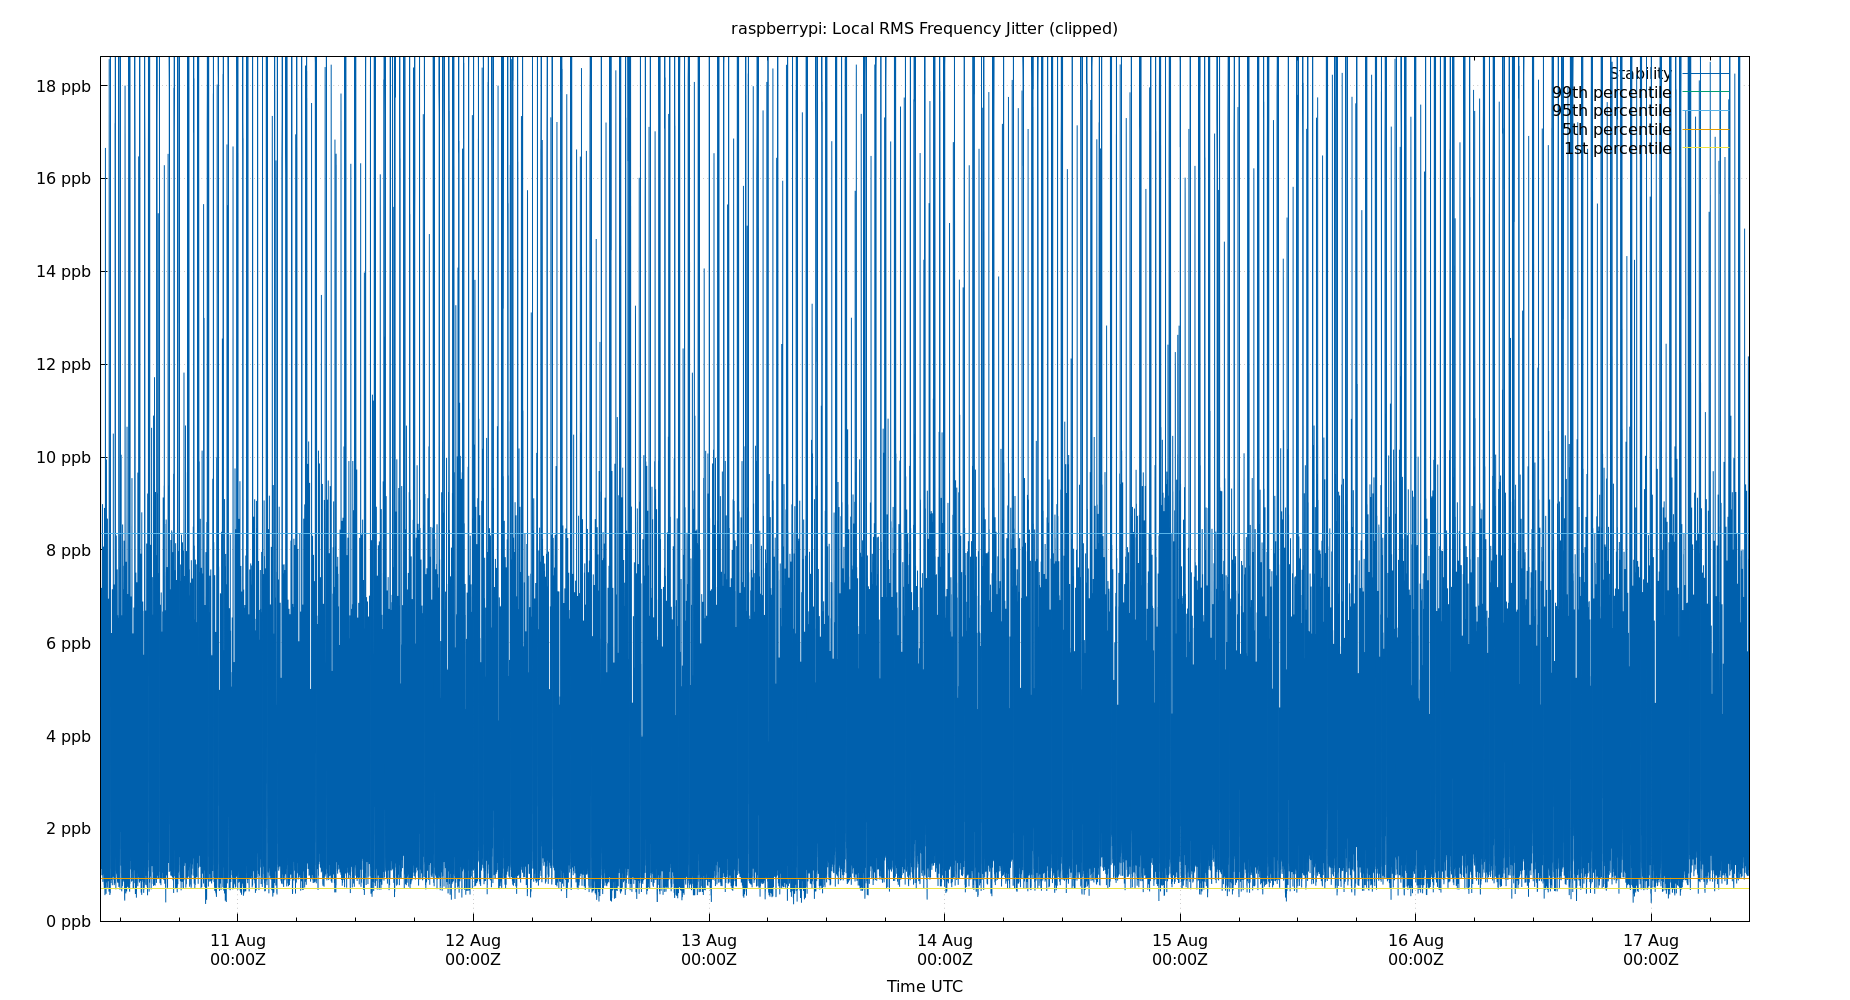 raspberrypi: Local RMS Frequency Jitter (clipped)
18 ppb
16 ppb
14 ppb
12 ppb
10 ppb
8 ppb
6 ppb
4 ppb
2 ppb
0 ppb
Stability
99th percentile
95th percentile
5th percentile
1st percentile
11 Aug
00:00Z
12 Aug
00:00Z
13 Aug
00:00Z
14 Aug
00:00Z
15 Aug
00:00Z
16 Aug
00:00Z
17 Aug
00:00Z
Time UTC